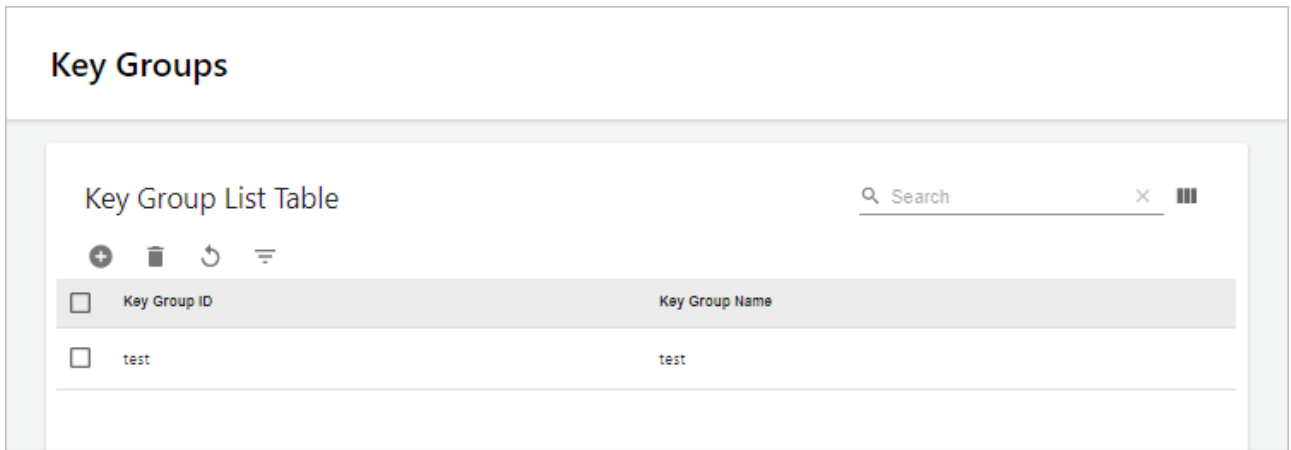 Key Groups
Key Group List Table
Search
Key Group ID Key Group Name
test test